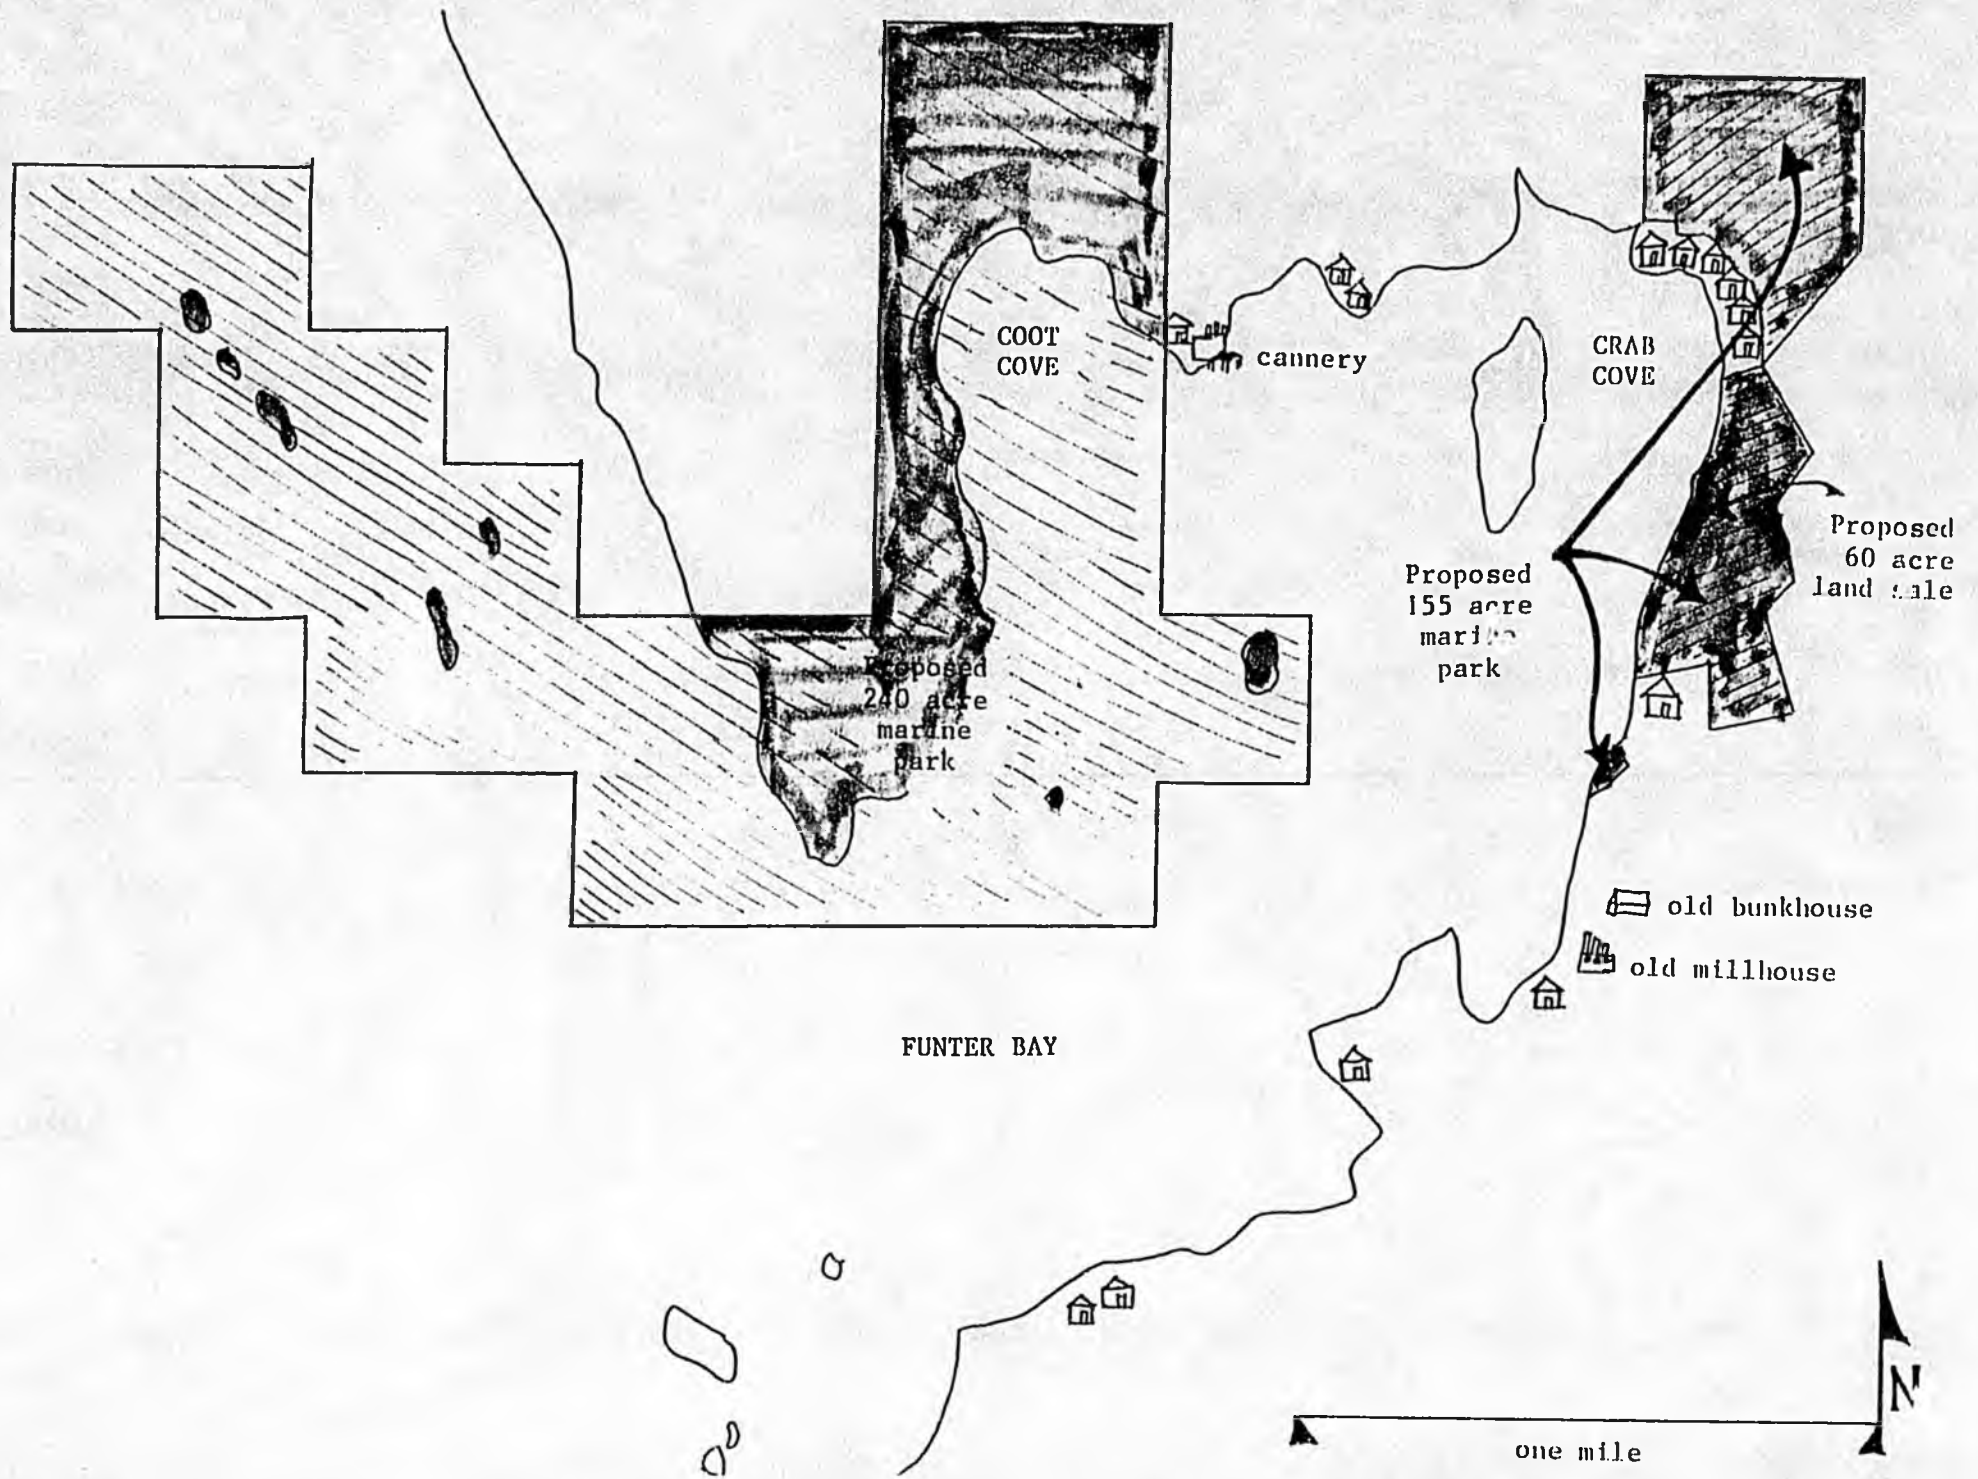 COOT
COVE
cannery
CRAB
COVE
Proposed
60 acre
land sale
Proposed
155 acre
marine
park
Proposed
240 acre
marine
park
old bunkhouse
old millhouse
FUNTER BAY
N
one mile